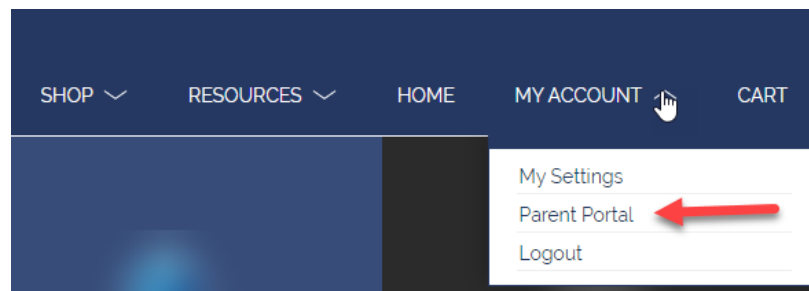 SHOP RESOURCES HOME MY ACCOUNT CART
My Settings
Parent Portal
Logout